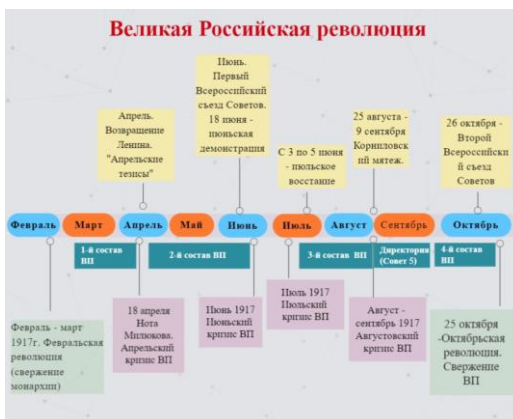 Великая Российская революция
Апрель.
Возвращение
Ленина.
"Апрельские
тезисы"
Июнь.
Первый
Всероссийский
съезд Советов.
18 июня -
июньская
демонстрация
С 3 по 5 июня
- июльское
восстание
25 августа -
9 сентября
Корниловск
ий мятеж.
26 октября -
Второй
Всероссийски
й съезд
Советов
Февраль
Март
Апрель
Май
Июнь
Июль
Август
Сентябрь
Октябрь
1-й состав
ВП
2-й состав ВП
3-й состав ВП
Директория
(Совет 5)
4-й состав
ВП
Февраль - март
1917г. Февральская
революция
(свержение
монархии)
18 апреля
Нота
Милюкова.
Апрельский
кризис ВП
Июнь 1917
Июньский
кризис ВП
Июль 1917
Июльский
кризис ВП
Август -
сентябрь 1917
Августовский
кризис ВП
25 октября
-Октябрьская
революция.
Свержение
ВП